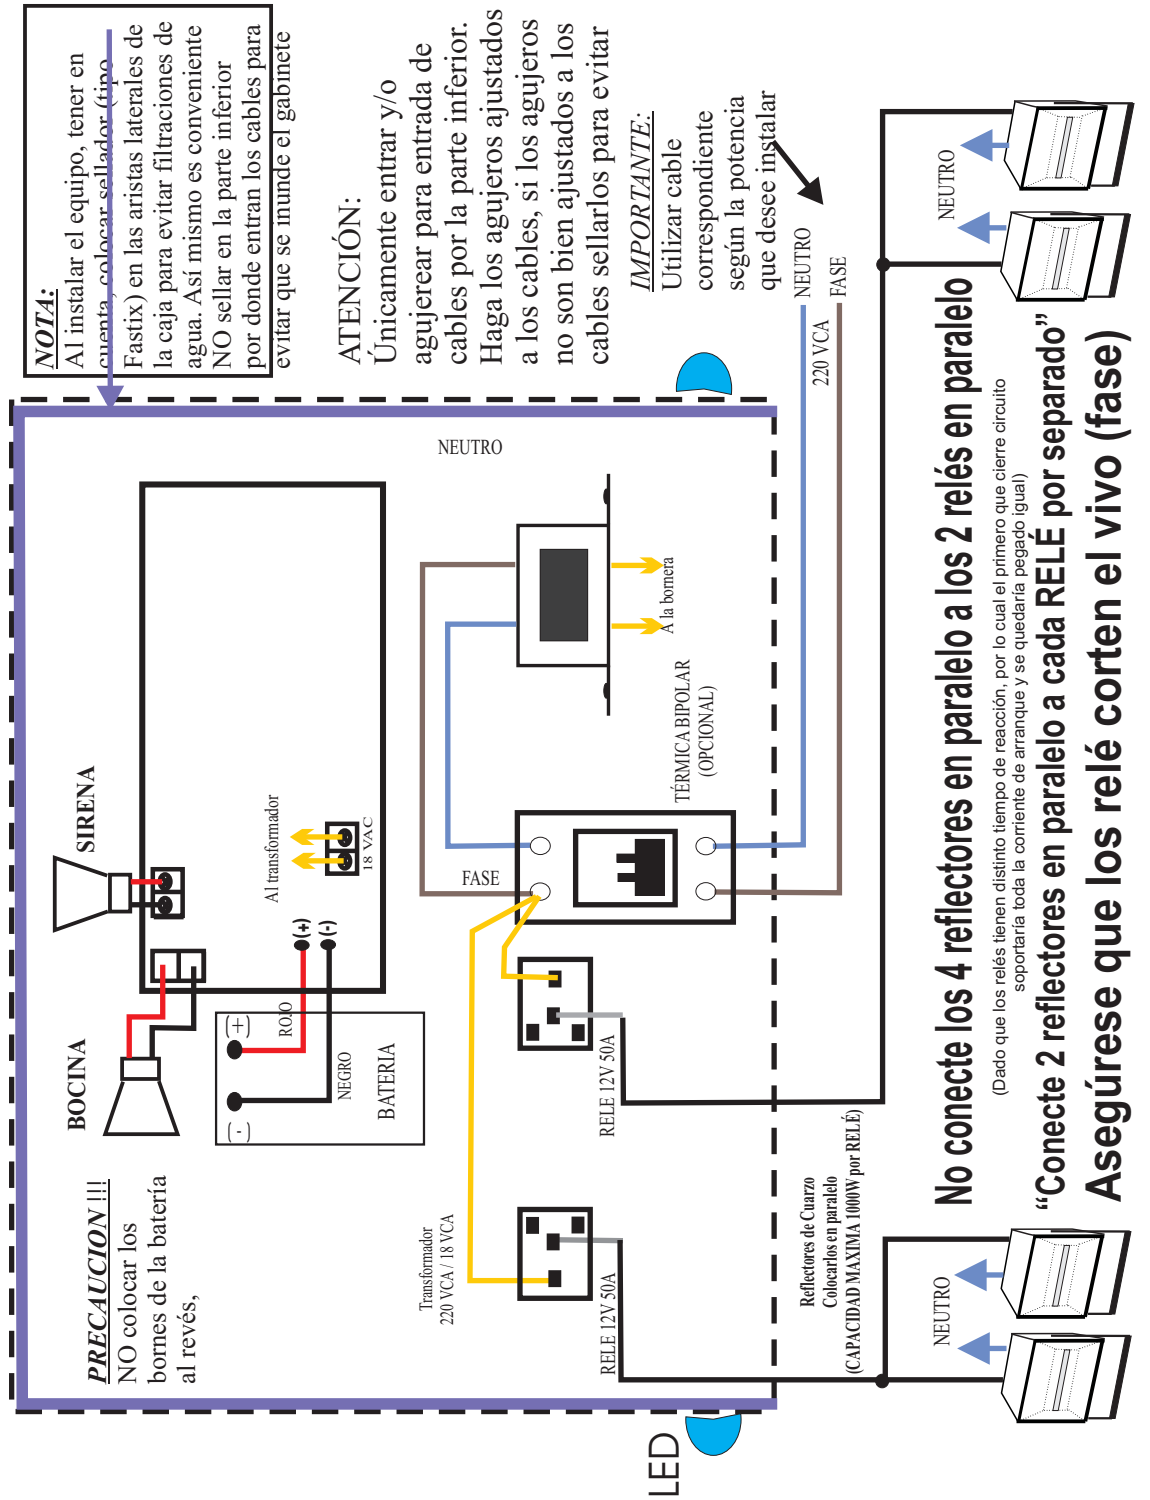 NOTA:
Al instalar el equipo, tener en
cuenta, colocar sellador (tipo
Fastix) en las aristas laterales de
la caja para evitar filtraciones de
agua. Así mismo es conveniente
NO sellar en la parte inferior
por donde entran los cables para
evitar que se inunde el gabinete
ATENCIÓN:
Únicamente entrar y/o
agujerear para entrada de
cables por la parte inferior.
Haga los agujeros ajustados
a los cables, si los agujeros
no son bien ajustados a los
cables sellarlos para evitar
IMPORTANTE:
Utilizar cable
correspondiente
según la potencia
que desee instalar
PRECAUCION !!!
NO colocar los
bornes de la batería
al revés,
BOCINA
SIRENA
(-)
(+)
ROJO
NEGRO
BATERIA
(+)
(-)
Al transformador
18 VAC
NEUTRO
FASE
A la bornera
TÉRMICA BIPOLAR
(OPCIONAL)
Transformador
220 VCA / 18 VCA
RELE 12V 50A
RELE 12V 50A
NEUTRO
220 VCA
FASE
LED
Reflectores de Cuarzo
Colocarlos en paralelo
(CAPACIDAD MAXIMA 1000W por RELÉ)
NEUTRO
NEUTRO
No conecte los 4 reflectores en paralelo a los 2 relés en paralelo
(Dado que los relés tienen distinto tiempo de reacción, por lo cual el primero que cierre circuito
soportaría toda la corriente de arranque y se quedaría pegado igual)
“Conecte 2 reflectores en paralelo a cada RELÉ por separado”
Asegúrese que los relé corten el vivo (fase)